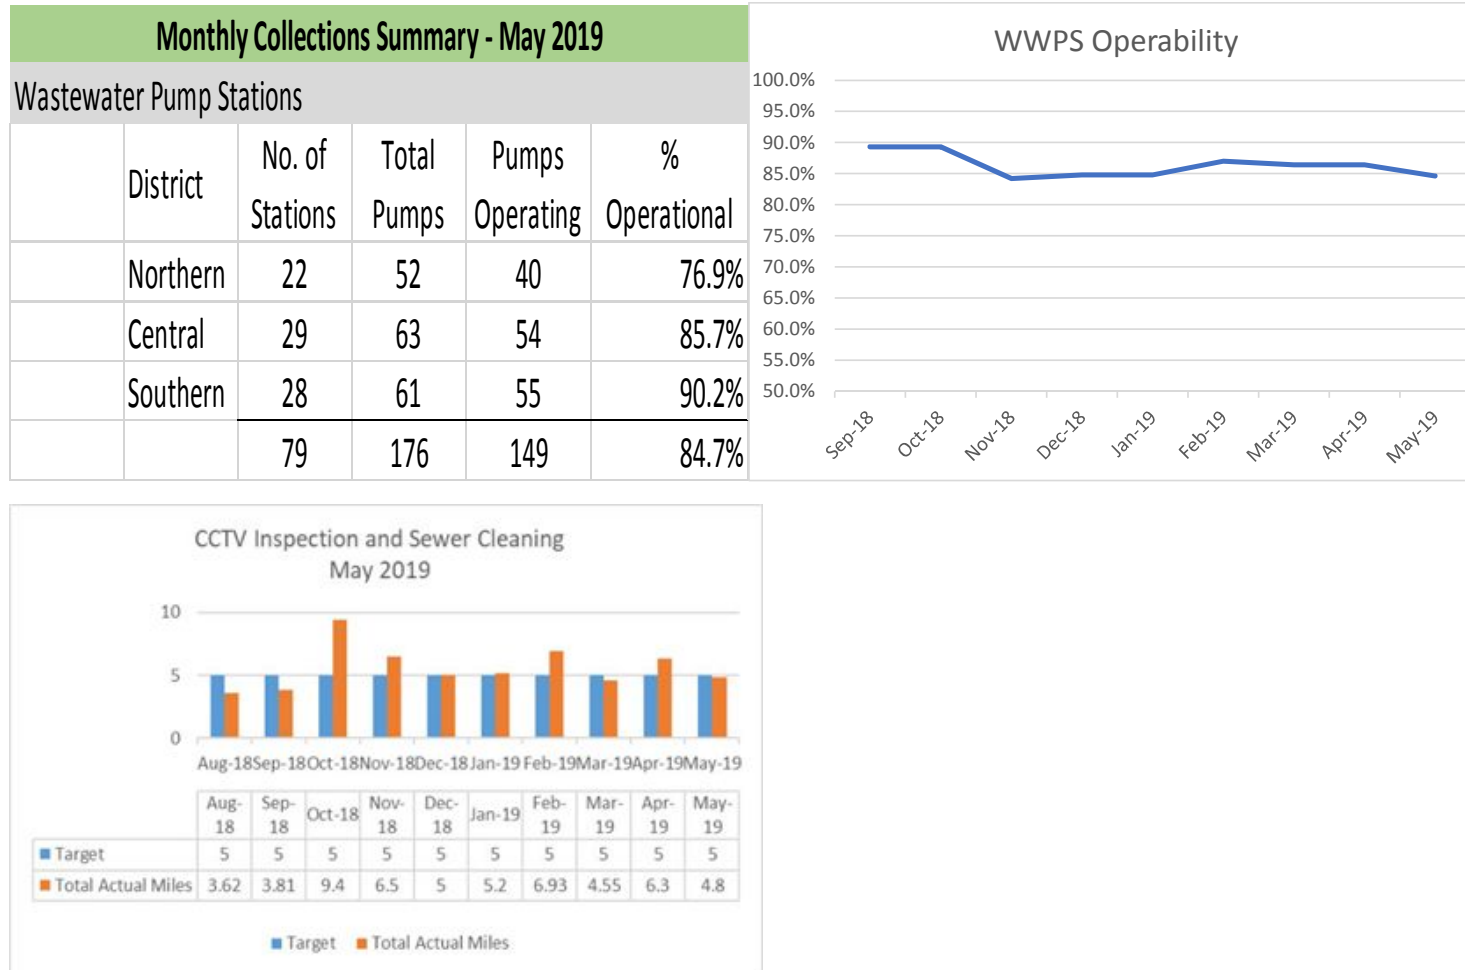 Monthly Collections Summary - May 2019
Wastewater Pump Stations
District No. of Stations Total Pumps Pumps Operating % Operational
Northern 22 52 40 76.9%
Central 29 63 54 85.7%
Southern 28 61 55 90.2%
79 176 149 84.7%
WWPS Operability
100.0%
95.0%
90.0%
85.0%
80.0%
75.0%
70.0%
65.0%
60.0%
55.0%
50.0%
Sep-18 Oct-18 Nov-18 Dec-18 Jan-19 Feb-19 Mar-19 Apr-19 May-19
CCTV Inspection and Sewer Cleaning
May 2019
10
5
0
Aug-18 Sep-18 Oct-18 Nov-18 Dec-18 Jan-19 Feb-19 Mar-19 Apr-19 May-19
Aug-18 Sep-18 Oct-18 Nov-18 Dec-18 Jan-19 Feb-19 Mar-19 Apr-19 May-19
Target 5 5 5 5 5 5 5 5 5 5
Total Actual Miles 3.62 3.81 9.4 6.5 5 5.2 6.93 4.55 6.3 4.8
Target Total Actual Miles